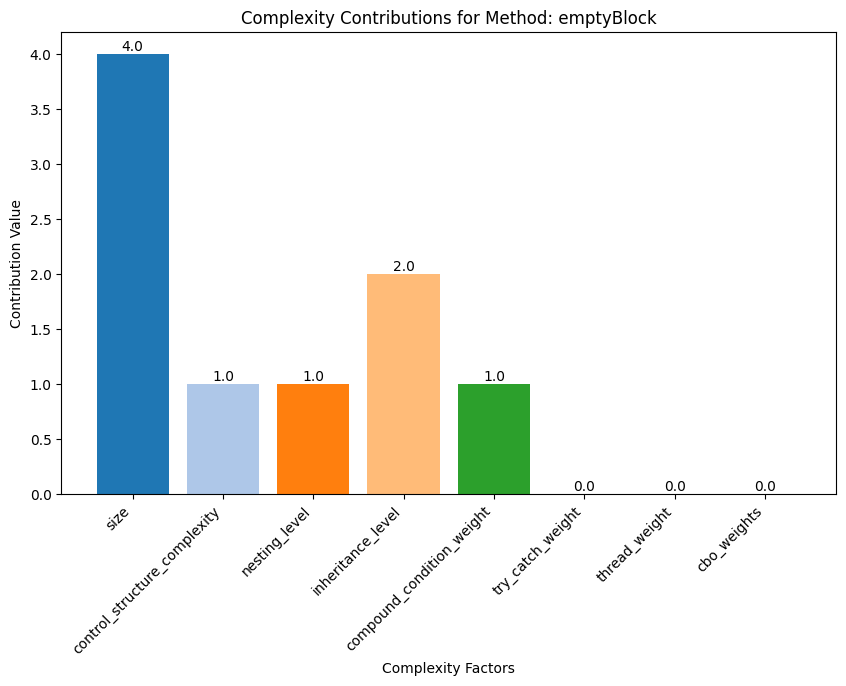 Complexity Contributions for Method: emptyBlock
4.0
1.0
1.0
2.0
1.0
0.0
0.0
0.0
4.0
3.5
3.0
2.5
2.0
1.5
1.0
0.5
0.0
Contribution Value
size
control_structure_complexity
nesting_level
inheritance_level
compound_condition_weight
try_catch_weight
thread_weight
cbo_weights
Complexity Factors